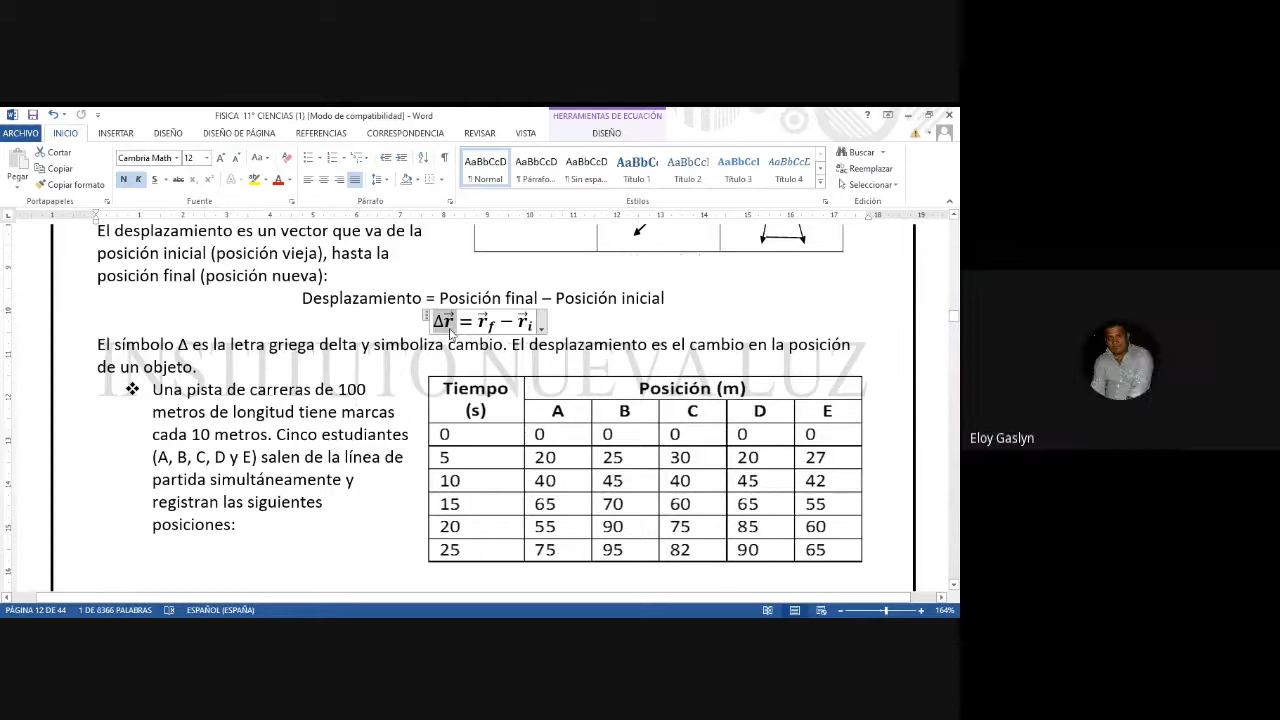 FISICA 11° CIENCIAS (1) [Modo de compatibilidad] - Word
HERRAMIENTAS DE ECUACIÓN
ARCHIVO INICIO INSERTAR DISEÑO DISEÑO DE PÁGINA REFERENCIAS CORRESPONDENCIA REVISAR VISTA DISEÑO
Pegar
Cortar
Copiar
Copiar formato
Portapapeles
Cambria Math 12
N K S abc x₂ x²
Fuente
Párrafo
AaBbCcD AaBbCcD AaBbCcD AaBbC AaBbCcl AaBbCcl AaBbCcL
¶ Normal ¶ Párrafo... ¶ Sin espa... Título 1 Título 2 Título 3 Título 4
Estilos
Buscar
Reemplazar
Seleccionar
Edición
El desplazamiento es un vector que va de la
posición inicial (posición vieja), hasta la
posición final (posición nueva):
Desplazamiento = Posición final – Posición inicial
Δr⃗ = r⃗f − r⃗i
El símbolo Δ es la letra griega delta y simboliza cambio. El desplazamiento es el cambio en la posición
de un objeto.
INSTITUTO NUEVA LUZ
❖ Una pista de carreras de 100
metros de longitud tiene marcas
cada 10 metros. Cinco estudiantes
(A, B, C, D y E) salen de la línea de
partida simultáneamente y
registran las siguientes
posiciones:
Tiempo (s) Posición (m)
A B C D E
0 0 0 0 0 0
5 20 25 30 20 27
10 40 45 40 45 42
15 65 70 60 65 55
20 55 90 75 85 60
25 75 95 82 90 65
PÁGINA 12 DE 44 1 DE 8366 PALABRAS ESPAÑOL (ESPAÑA) 164%
Eloy Gaslyn